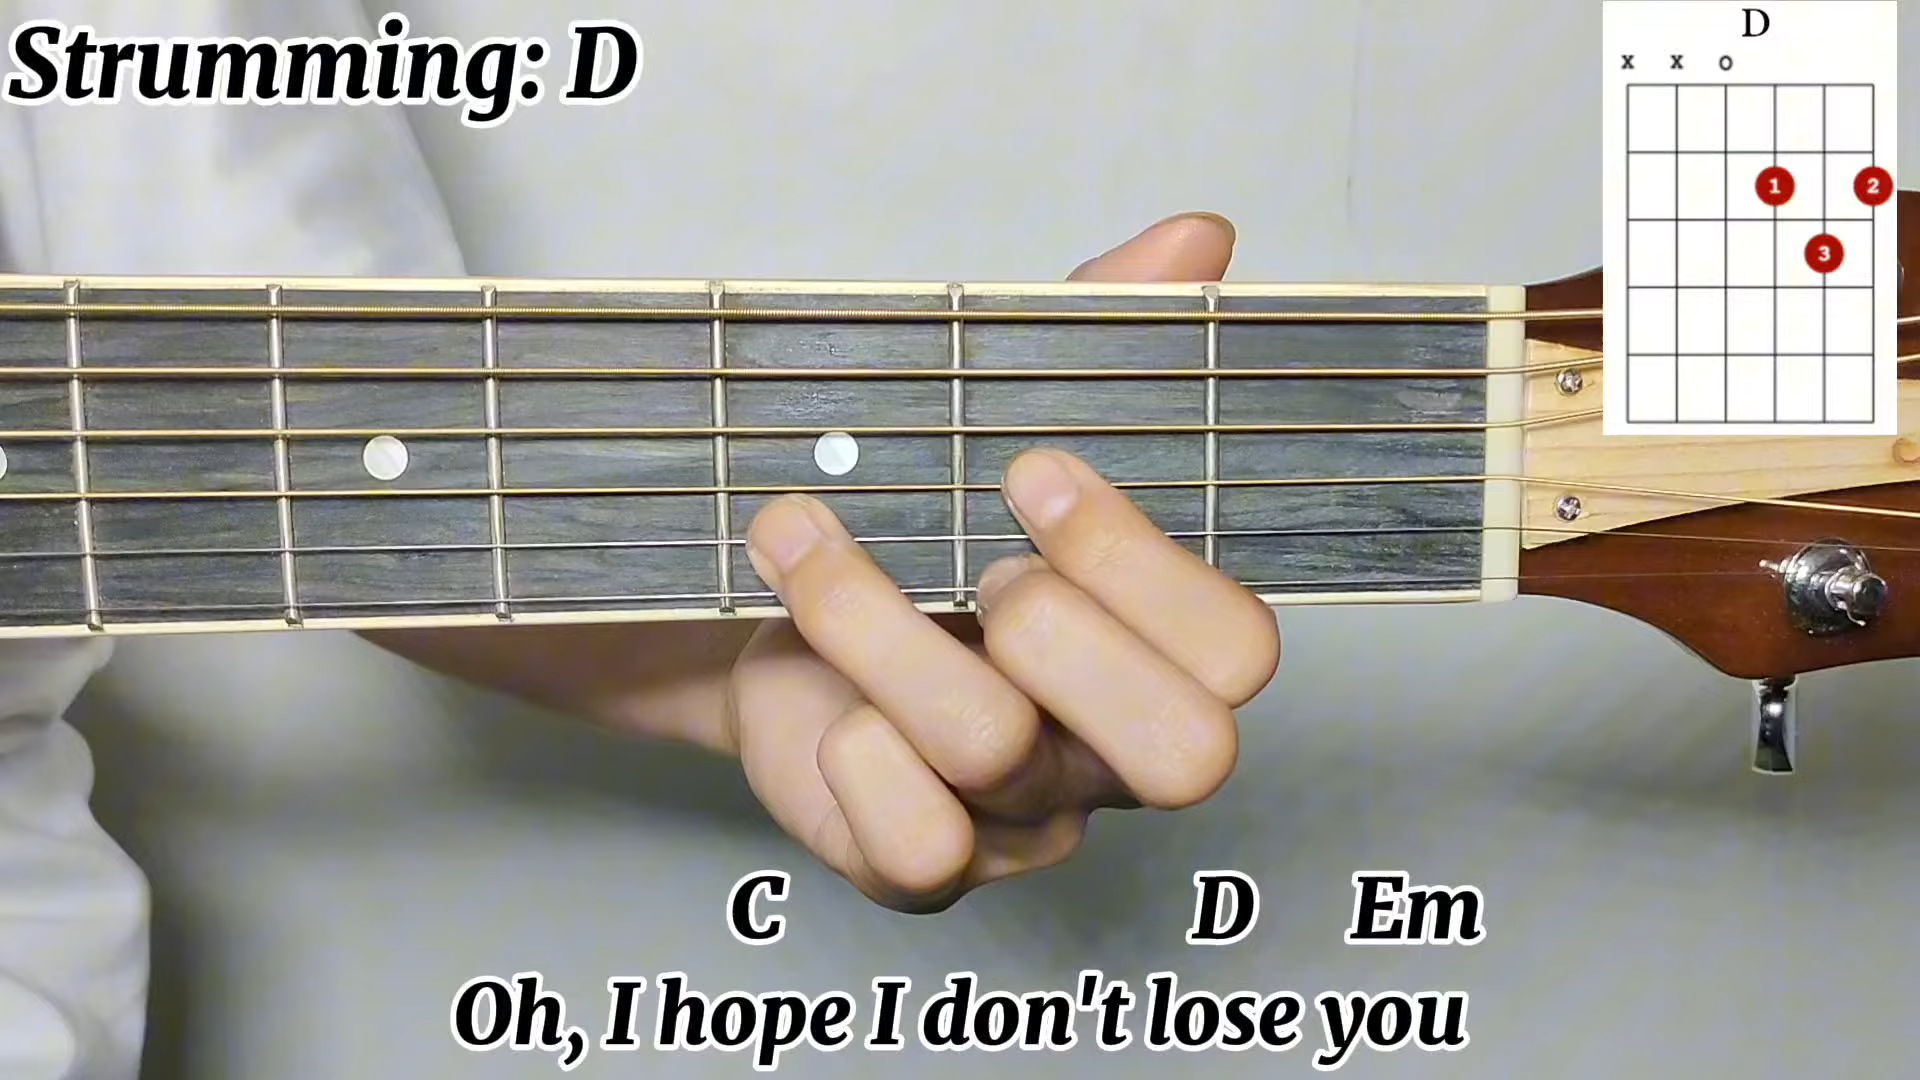 Strumming: D
D
x x o
1 2
3
C D Em
Oh, I hope I don't lose you